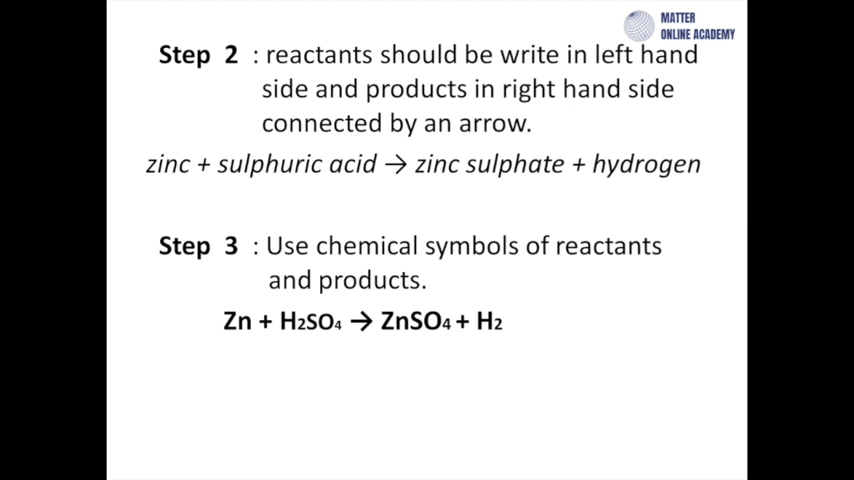 MATTER
ONLINE ACADEMY
Step 2 : reactants should be write in left hand
side and products in right hand side
connected by an arrow.
zinc + sulphuric acid → zinc sulphate + hydrogen
Step 3 : Use chemical symbols of reactants
and products.
Zn + H2SO4 → ZnSO4 + H2